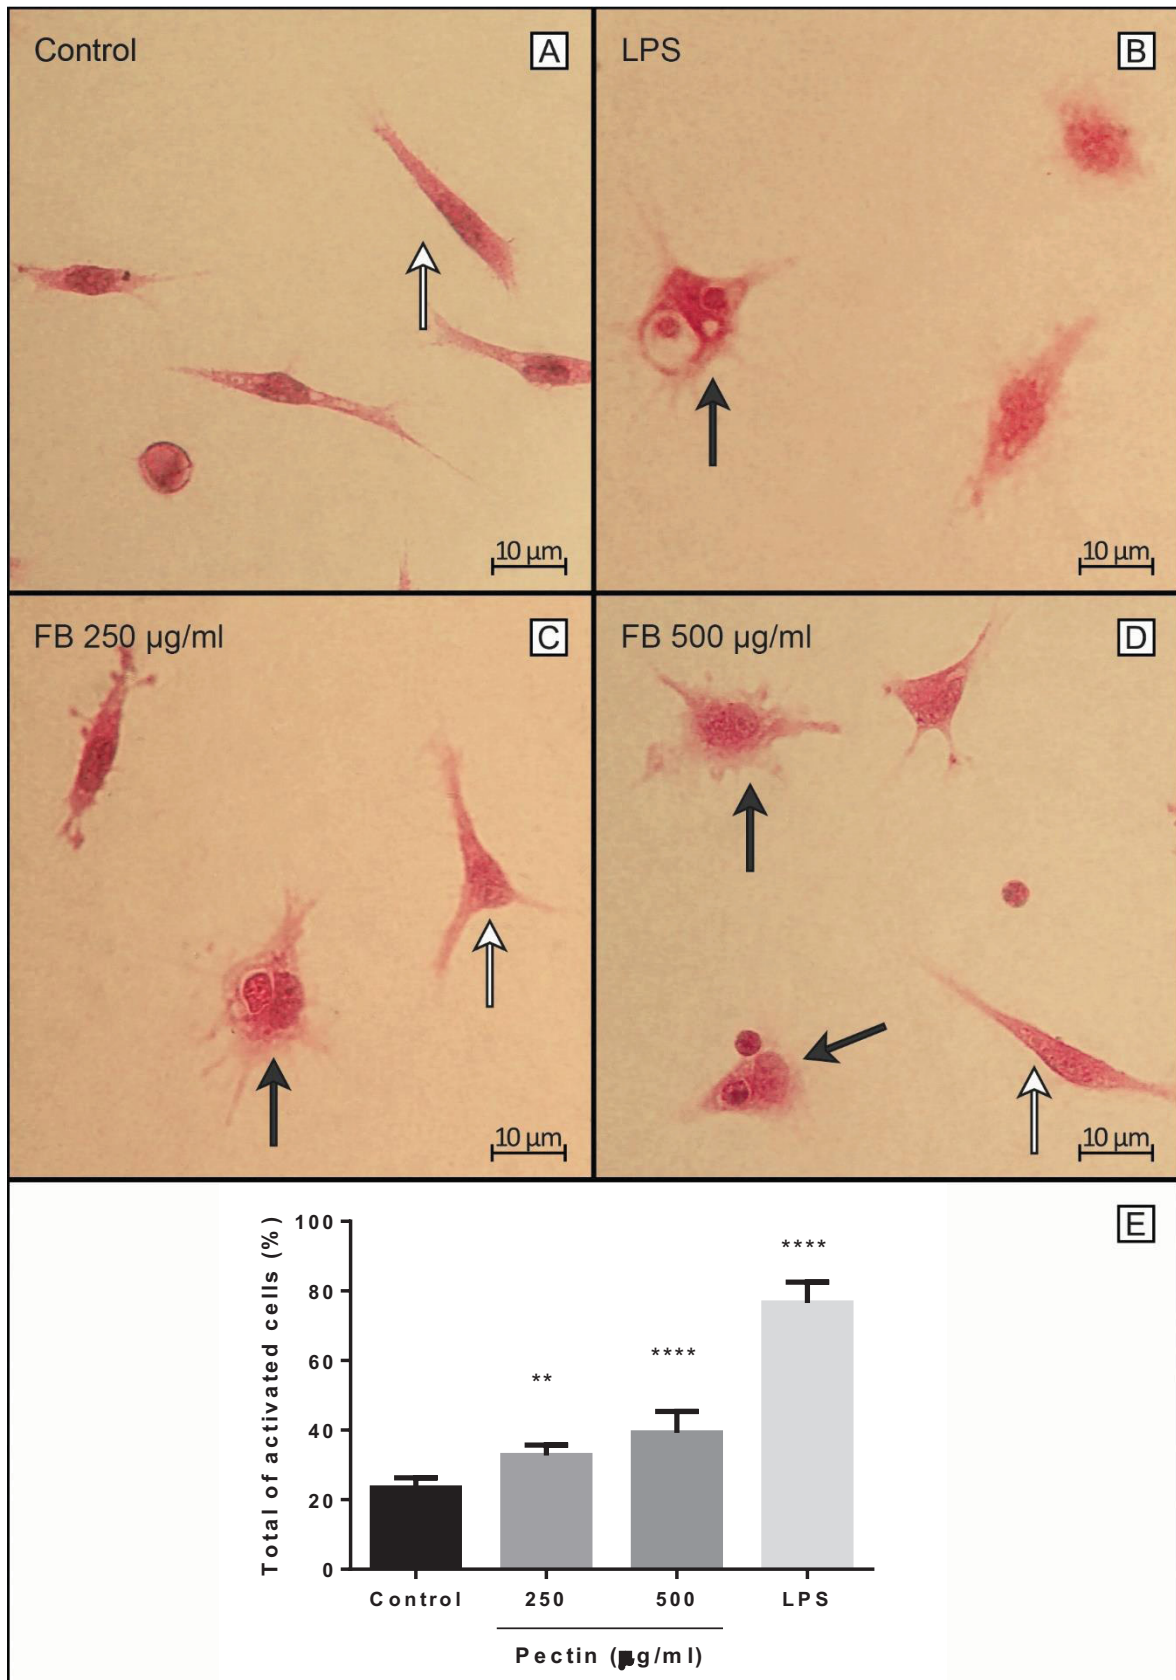 Control
A
LPS
B
10 µm
10 µm
FB 250 µg/ml
C
FB 500 µg/ml
D
10 µm
10 µm
E
Total of activated cells (%)
100
80
60
40
20
0
**
****
****
Control
250
500
LPS
Pectin (µg/ml)